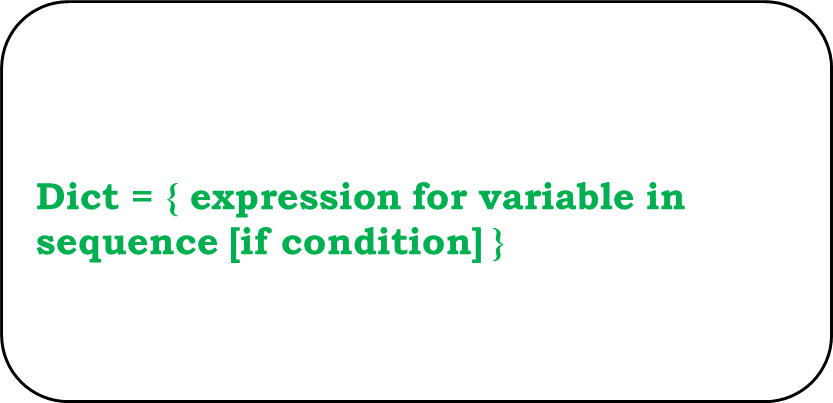 Dict = { expression for variable in
sequence [if condition] }